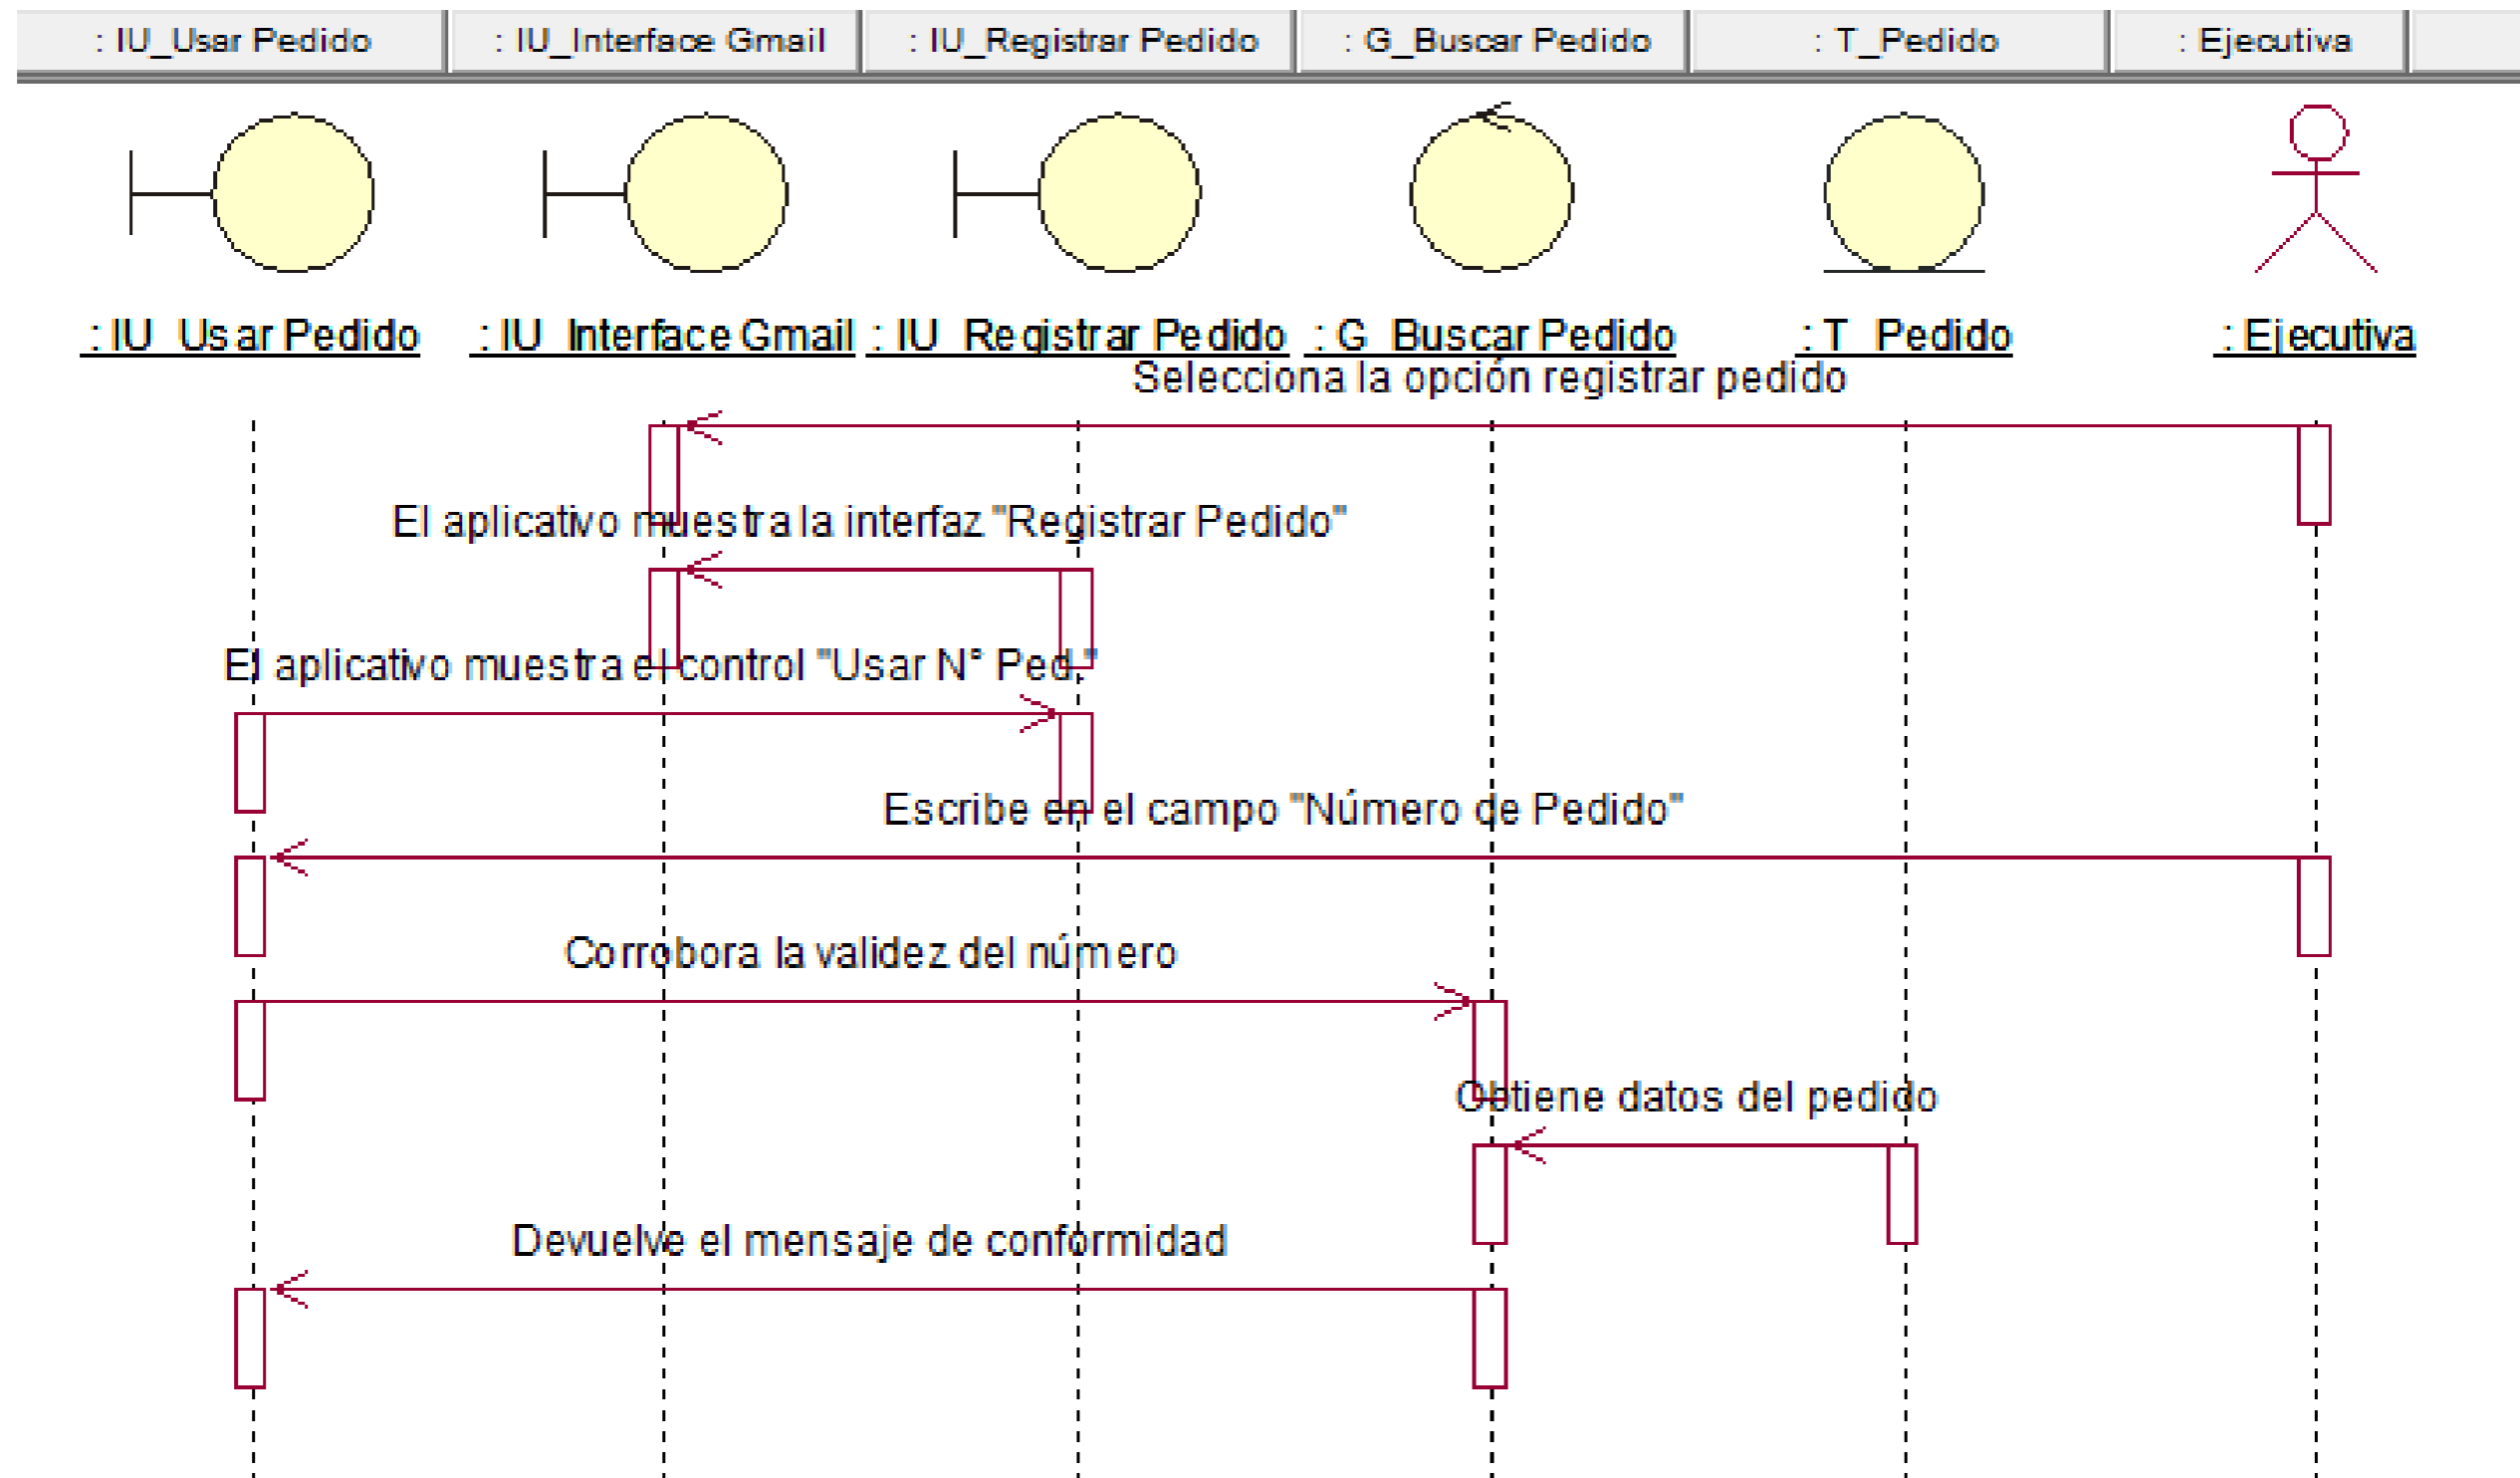 : IU_Usar Pedido : IU_Interface Gmail : IU_Registrar Pedido : G_Buscar Pedido : T_Pedido : Ejecutiva
: IU_Usar Pedido : IU_Interface Gmail : IU_Registrar Pedido : G_Buscar Pedido : T_Pedido : Ejecutiva
Selecciona la opción registrar pedido
El aplicativo muestra la interfaz "Registrar Pedido"
El aplicativo muestra el control "Usar N° Ped."
Escribe en el campo "Número de Pedido"
Corrobora la validez del número
Obtiene datos del pedido
Devuelve el mensaje de conformidad